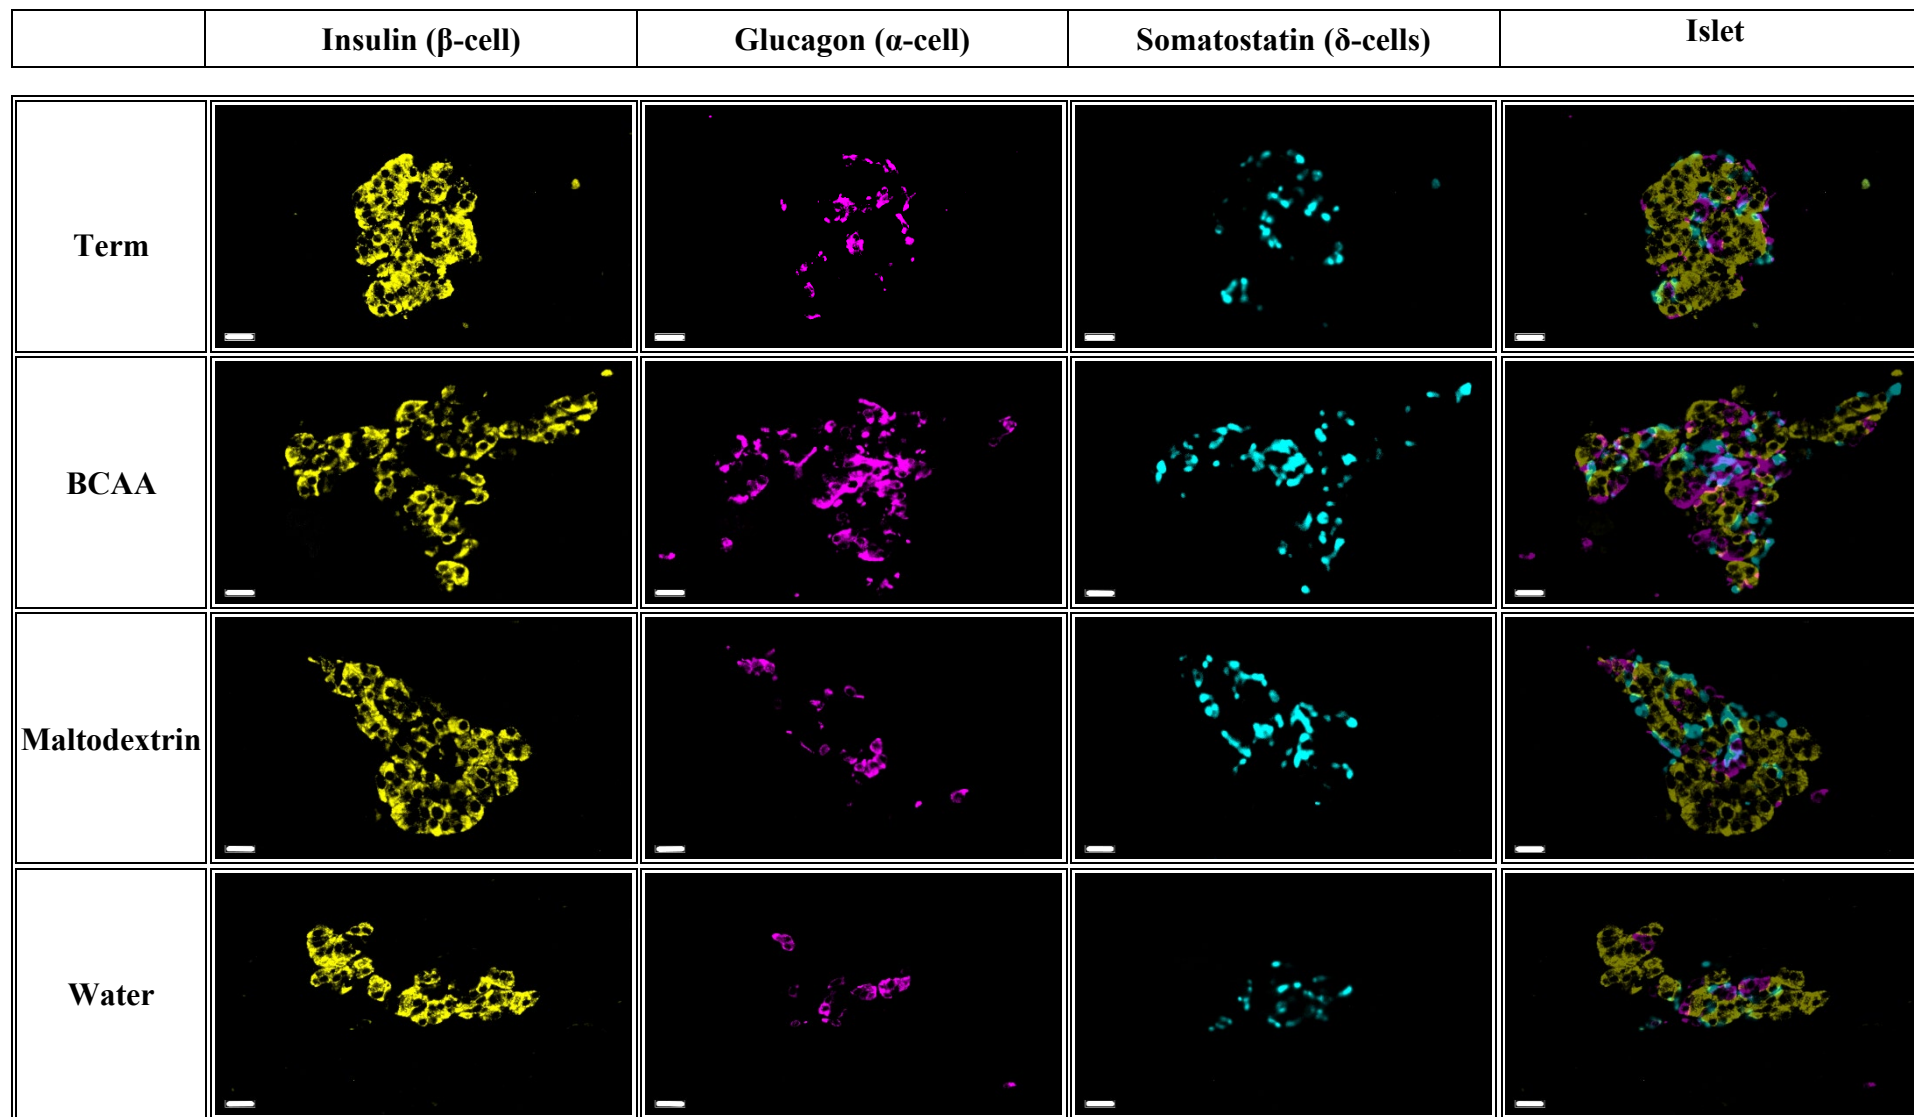 Insulin (β-cell) Glucagon (α-cell) Somatostatin (δ-cells) Islet
Term
BCAA
Maltodextrin
Water